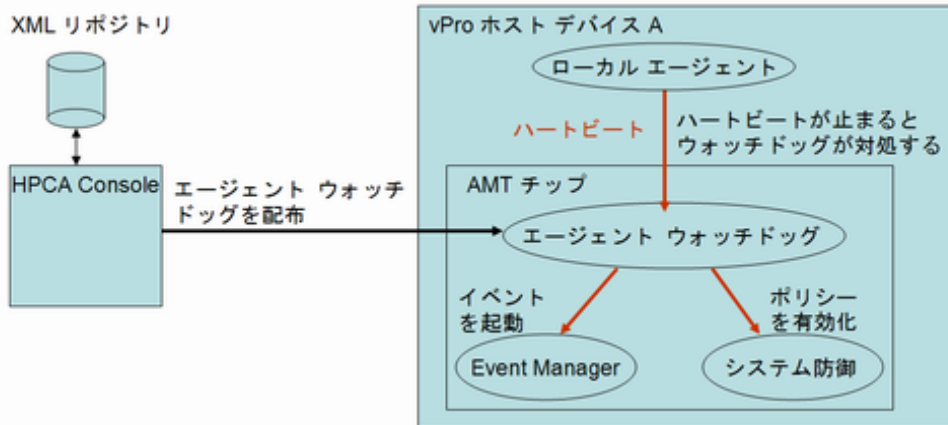 XML リポジトリ
HPCA Console
エージェント ウォッチ
ドッグを配布
vPro ホスト デバイス A
ローカル エージェント
ハートビート
ハートビートが止まると
ウォッチドッグが対処する
AMT チップ
エージェント ウォッチドッグ
イベント
を起動
ポリシー
を有効化
Event Manager
システム防御